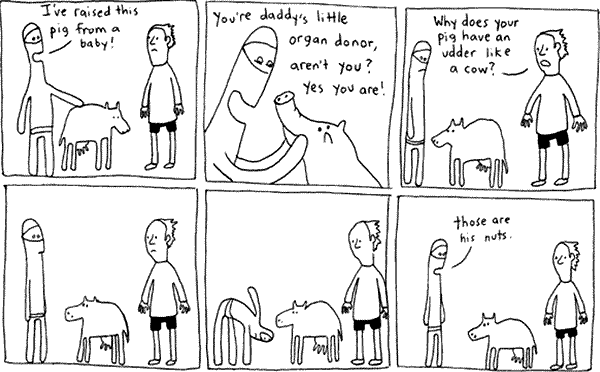 I've raised this
pig from a
baby!
You're daddy's little
organ donor,
aren't you?
Yes you are!
Why does your
pig have an
udder like
a cow?
those are
his nuts.